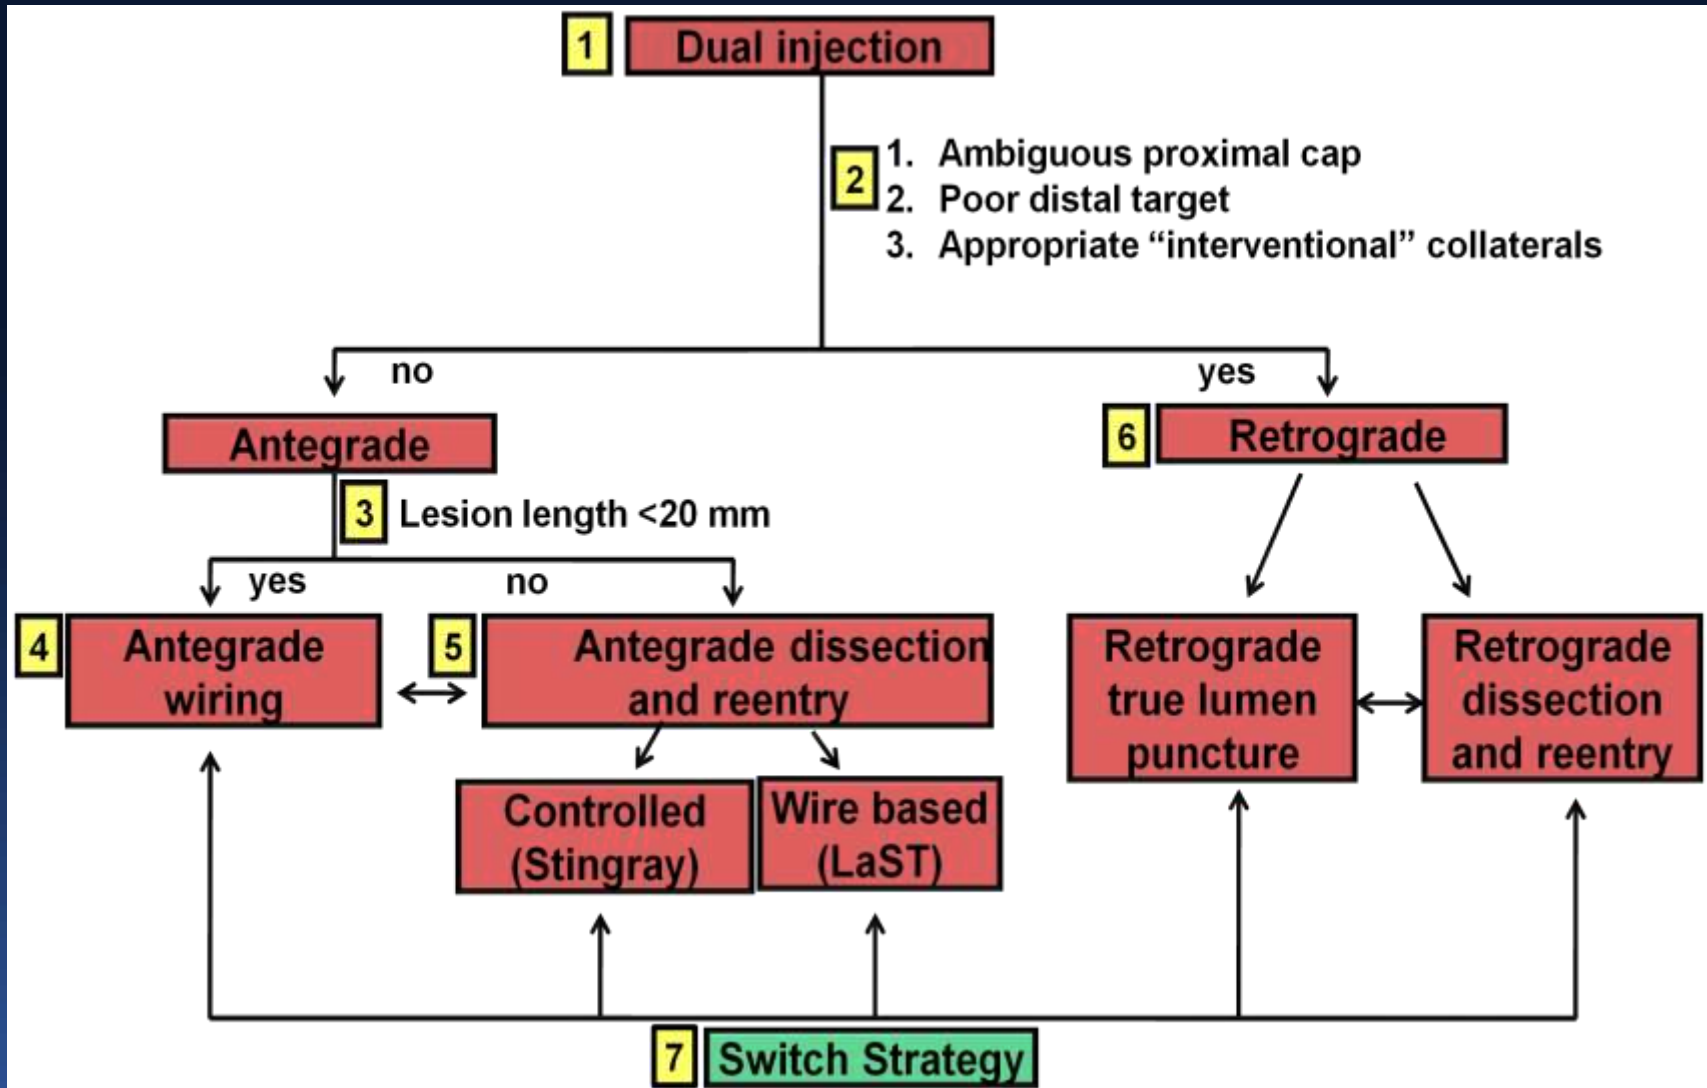 1 Dual injection
2
1. Ambiguous proximal cap
2. Poor distal target
3. Appropriate “interventional” collaterals
no
yes
Antegrade
6 Retrograde
3 Lesion length <20 mm
yes
no
4
Antegrade
wiring
5
Antegrade dissection
and reentry
Retrograde
true lumen
puncture
Retrograde
dissection
and reentry
Controlled
(Stingray)
Wire based
(LaST)
7 Switch Strategy